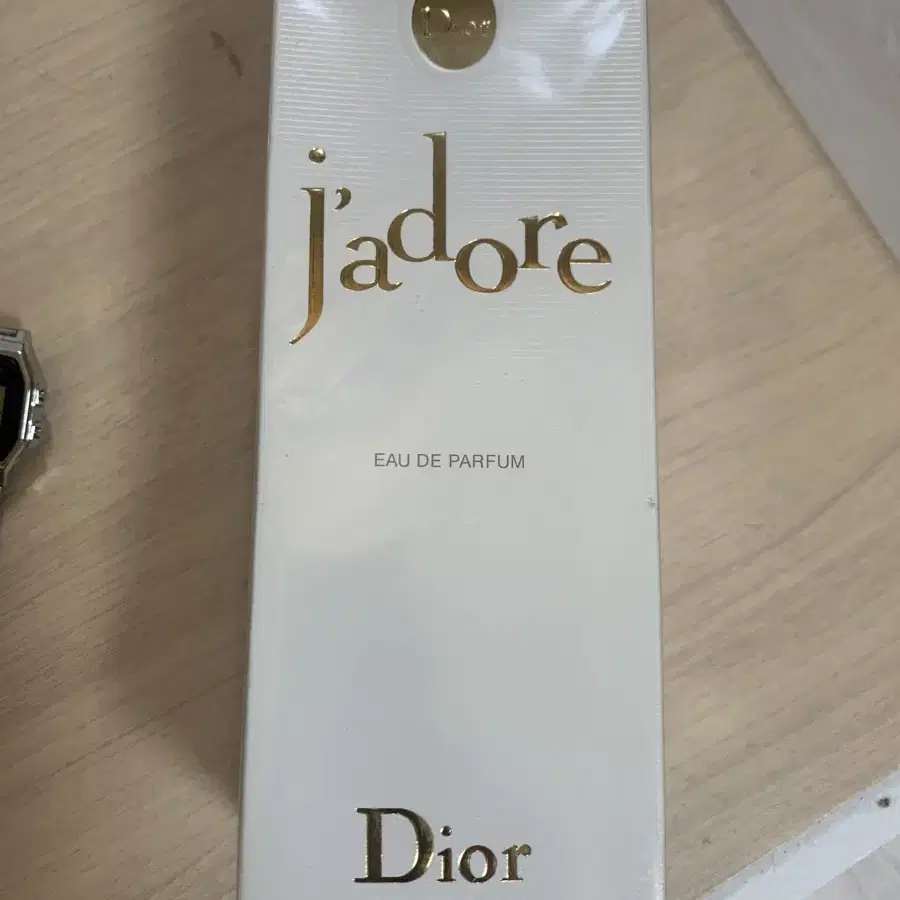 Dior
j'adore
EAU DE PARFUM
Dior